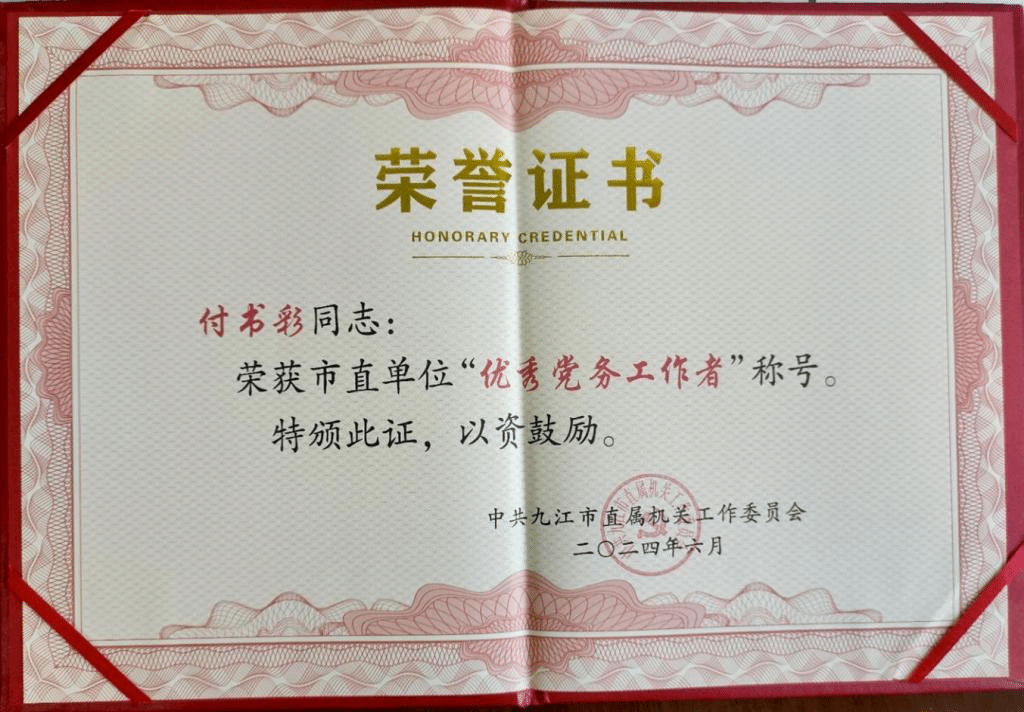 荣誉证书
HONORARY CREDENTIAL
付书彩同志：
荣获市直单位“优秀党务工作者”称号。
特颁此证，以资鼓励。
中共九江市直属机关工作委员会
二〇二四年六月